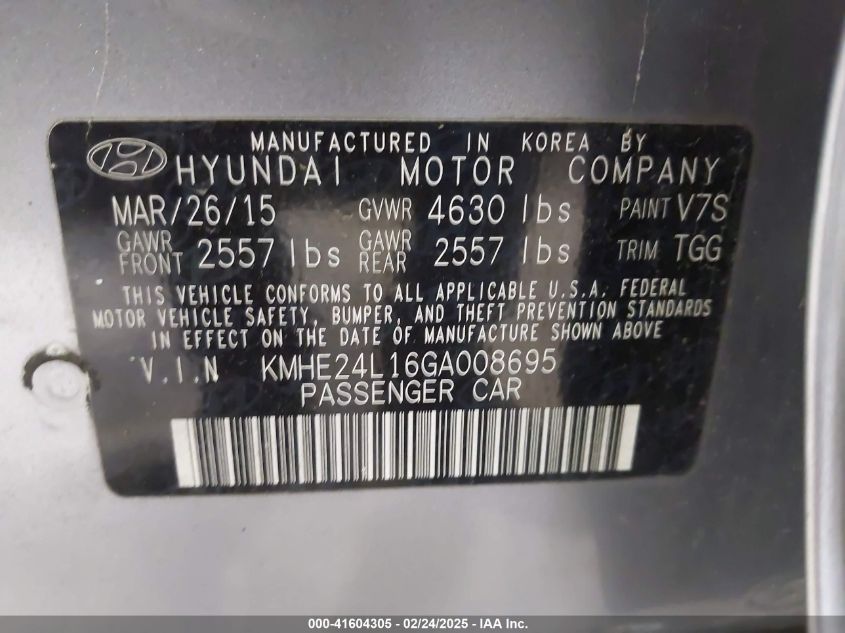 MANUFACTURED IN KOREA BY
HYUNDAI MOTOR COMPANY
MAR/26/15 GVWR 4630 lbs PAINT V7S
GAWR FRONT 2557 lbs GAWR REAR 2557 lbs TRIM TGG
THIS VEHICLE CONFORMS TO ALL APPLICABLE U.S.A. FEDERAL
MOTOR VEHICLE SAFETY, BUMPER, AND THEFT PREVENTION STANDARDS
IN EFFECT ON THE DATE OF MANUFACTURE SHOWN ABOVE
V.I.N KMHE24L16GA008695
PASSENGER CAR
000-41604305 - 02/24/2025 - IAA Inc.